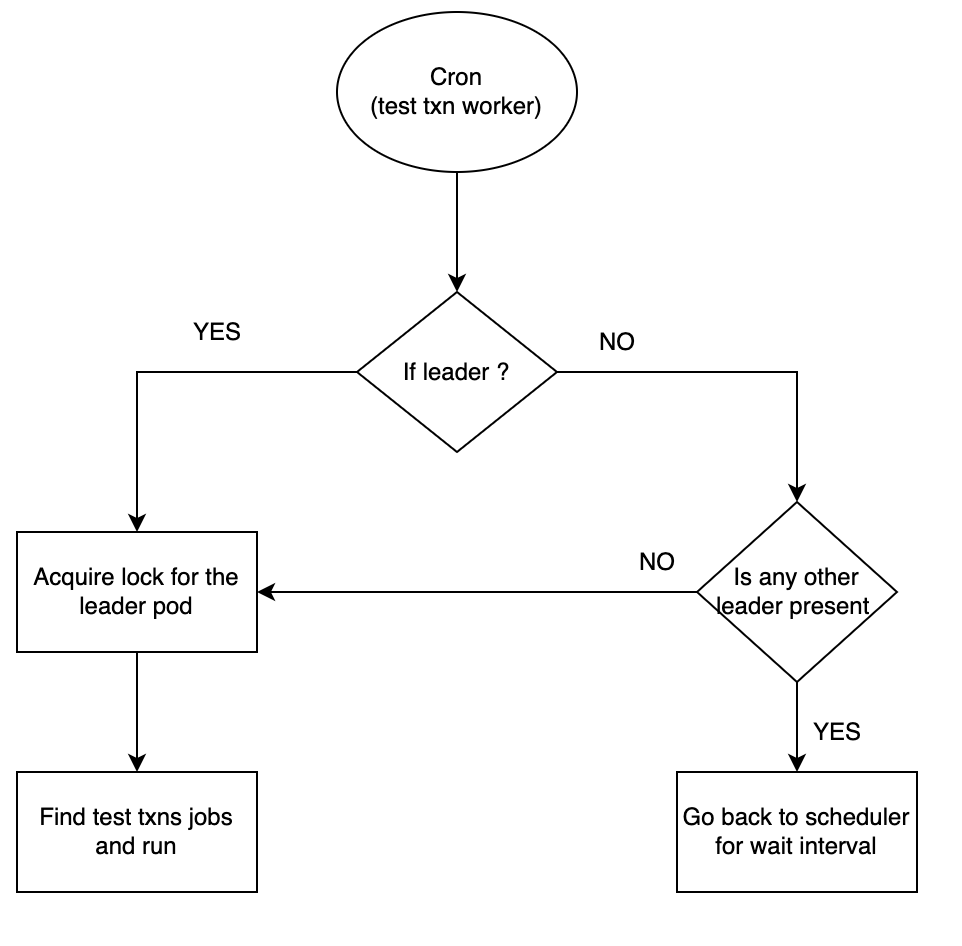 Cron
(test txn worker)
If leader ?
YES
NO
Acquire lock for the
leader pod
NO
Is any other
leader present
YES
Find test txns jobs
and run
Go back to scheduler
for wait interval